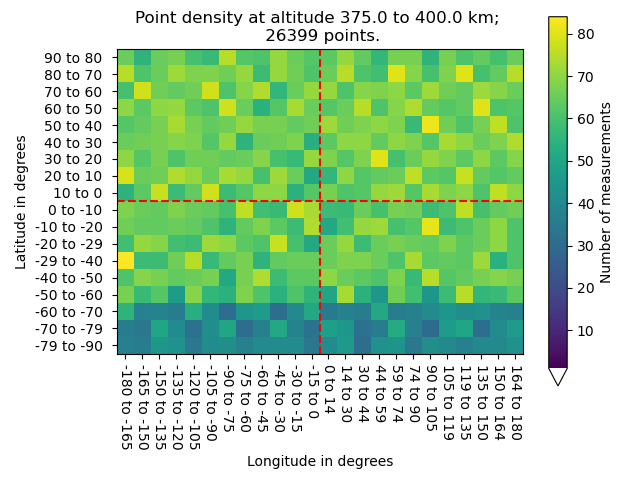 Point density at altitude 375.0 to 400.0 km;
26399 points.
Latitude in degrees
90 to 80
80 to 70
70 to 60
60 to 50
50 to 40
40 to 30
30 to 20
20 to 10
10 to 0
0 to -10
-10 to -20
-20 to -29
-29 to -40
-40 to -50
-50 to -60
-60 to -70
-70 to -79
-79 to -90
-180 to -165
-165 to -150
-150 to -135
-135 to -120
-120 to -105
-105 to -90
-90 to -75
-75 to -60
-60 to -45
-45 to -30
-30 to -15
-15 to 0
0 to 14
14 to 30
30 to 44
44 to 59
59 to 74
74 to 90
90 to 105
105 to 119
119 to 135
135 to 150
150 to 164
164 to 180
Longitude in degrees
80
70
60
50
40
30
20
10
Number of measurements